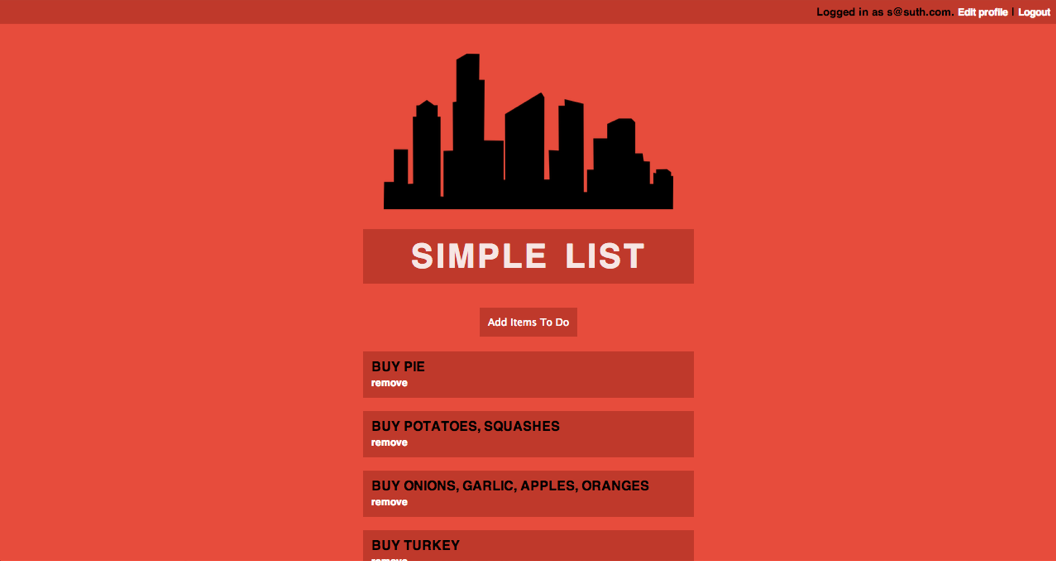 Logged in as s@suth.com. Edit profile | Logout
SIMPLE LIST
Add Items To Do
BUY PIE
remove
BUY POTATOES, SQUASHES
remove
BUY ONIONS, GARLIC, APPLES, ORANGES
remove
BUY TURKEY
remove